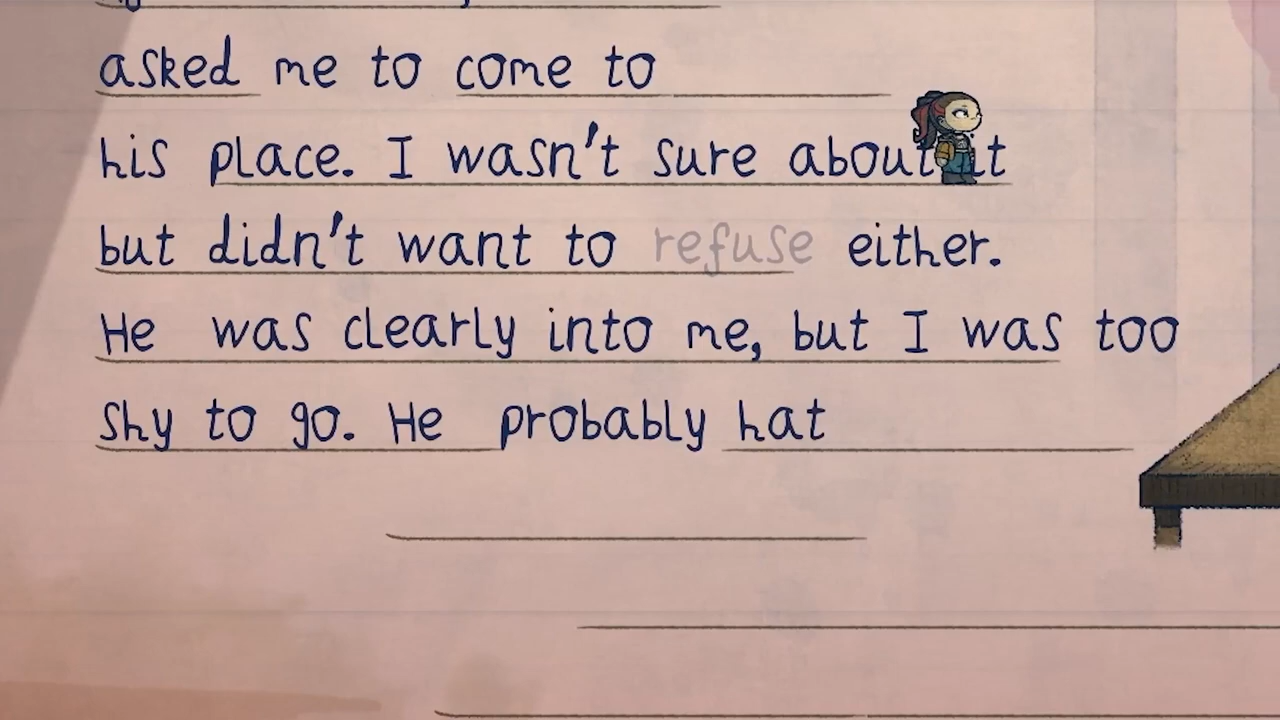 asked me to come to
his place. I wasn't sure about it
but didn't want to refuse either.
He was clearly into me, but I was too
shy to go. He probably hat